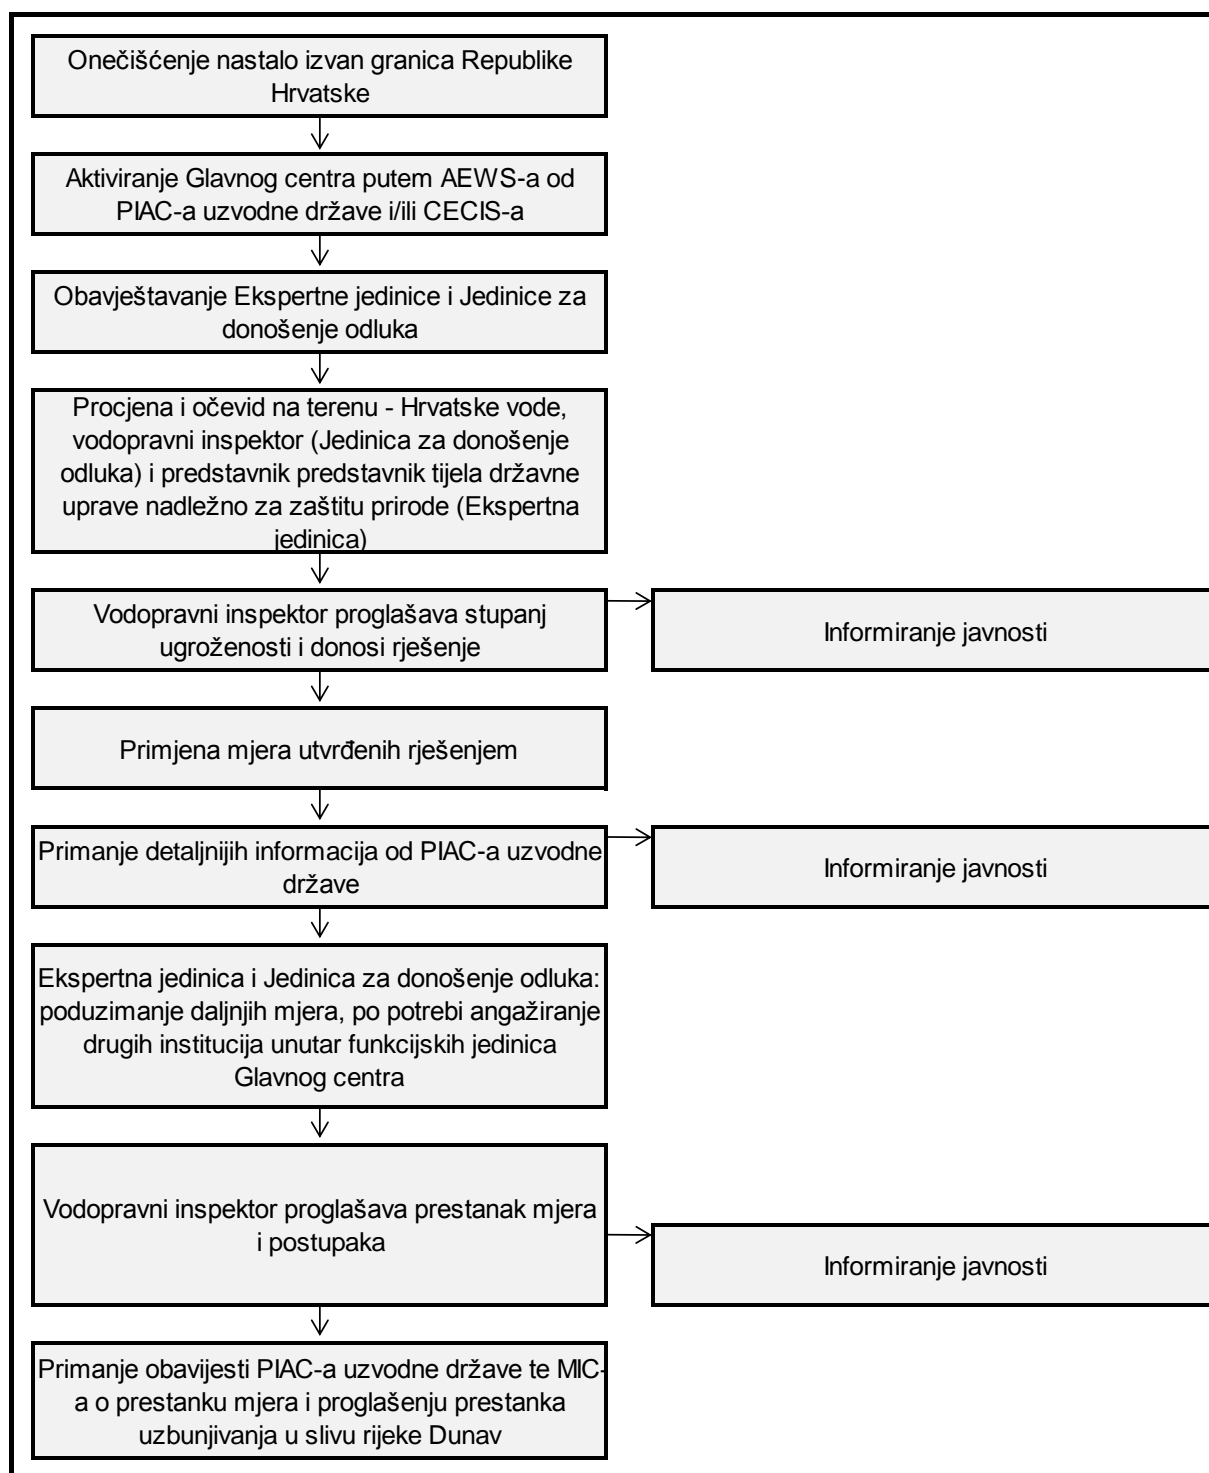 Onečišćenje nastalo izvan granica Republike
Hrvatske
Aktiviranje Glavnog centra putem AEWS-a od
PIAC-a uzvodne države i/ili CECIS-a
Obavještavanje Ekspertne jedinice i Jedinice za
donošenje odluka
Procjena i očevid na terenu - Hrvatske vode,
vodopravni inspektor (Jedinica za donošenje
odluka) i predstavnik predstavnik tijela državne
uprave nadležno za zaštitu prirode (Ekspertna
jedinica)
Vodopravni inspektor proglašava stupanj
ugroženosti i donosi rješenje
Informiranje javnosti
Primjena mjera utvrđenih rješenjem
Primanje detaljnijih informacija od PIAC-a uzvodne
države
Informiranje javnosti
Ekspertna jedinica i Jedinica za donošenje odluka:
poduzimanje daljnjih mjera, po potrebi angažiranje
drugih institucija unutar funkcijskih jedinica
Glavnog centra
Vodopravni inspektor proglašava prestanak mjera
i postupaka
Informiranje javnosti
Primanje obavijesti PIAC-a uzvodne države te MIC-
a o prestanku mjera i proglašenju prestanka
uzbunjivanja u slivu rijeke Dunav